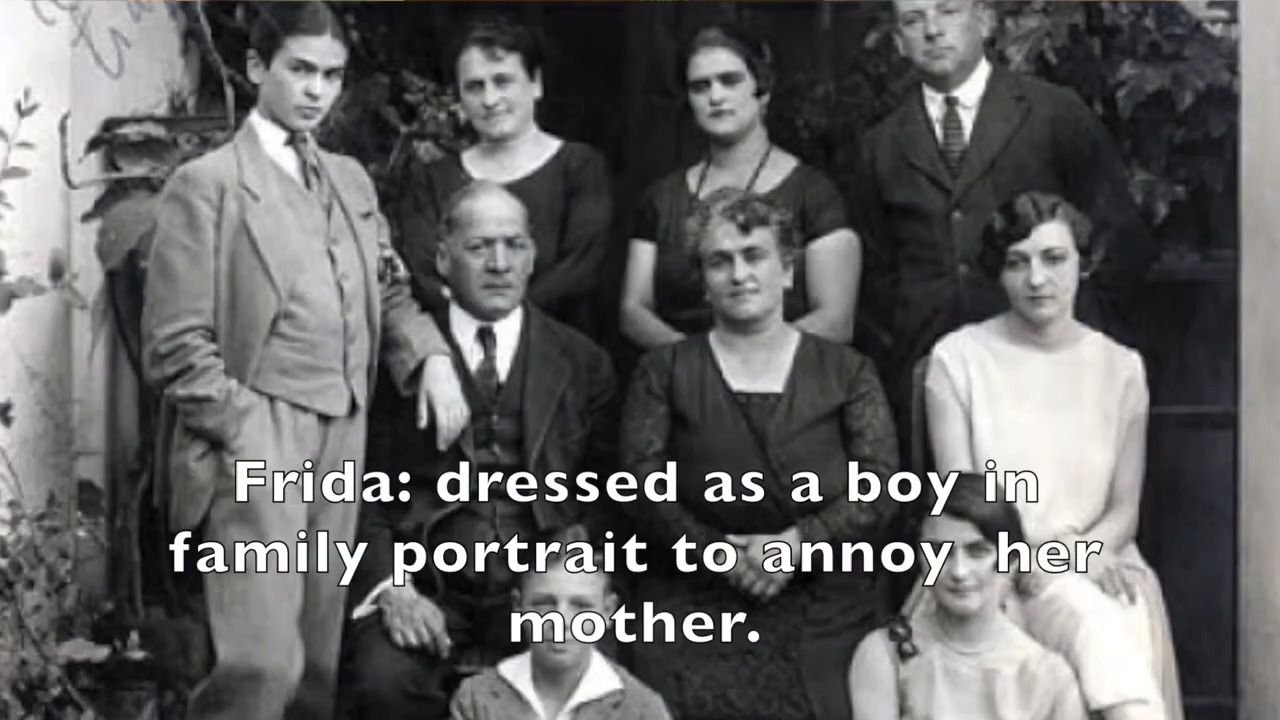 Frida: dressed as a boy in
family portrait to annoy  her
mother.